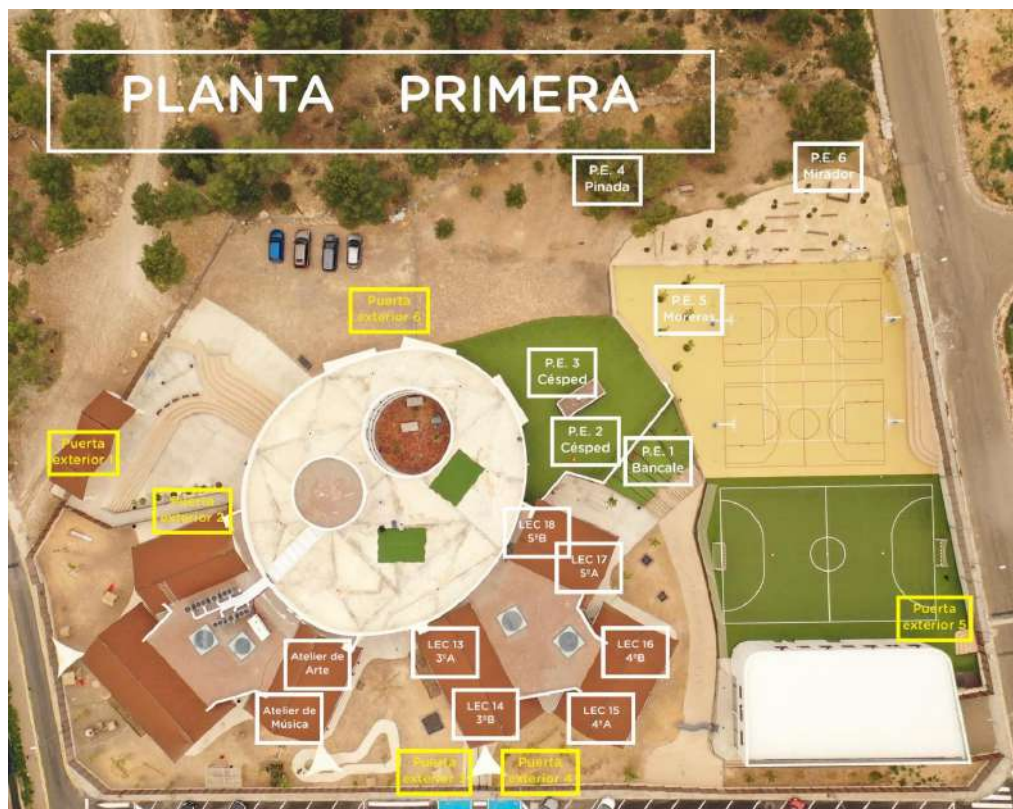 PLANTA PRIMERA
P.E. 4
Pinada
P.E. 6
Mirador
Puerta
exterior 6
P.E. 5
Moreras
P.E. 3
Césped
P.E. 2
Césped
P.E. 1
Bancale
Puerta
exterior 1
Puerta
exterior 2
LEC 18
5ºB
LEC 17
5ºA
Puerta
exterior 5
Atelier de
Arte
LEC 13
3ºA
LEC 16
4ºB
Atelier de
Música
LEC 14
3ºB
LEC 15
4ºA
Puerta
exterior 3
Puerta
exterior 4